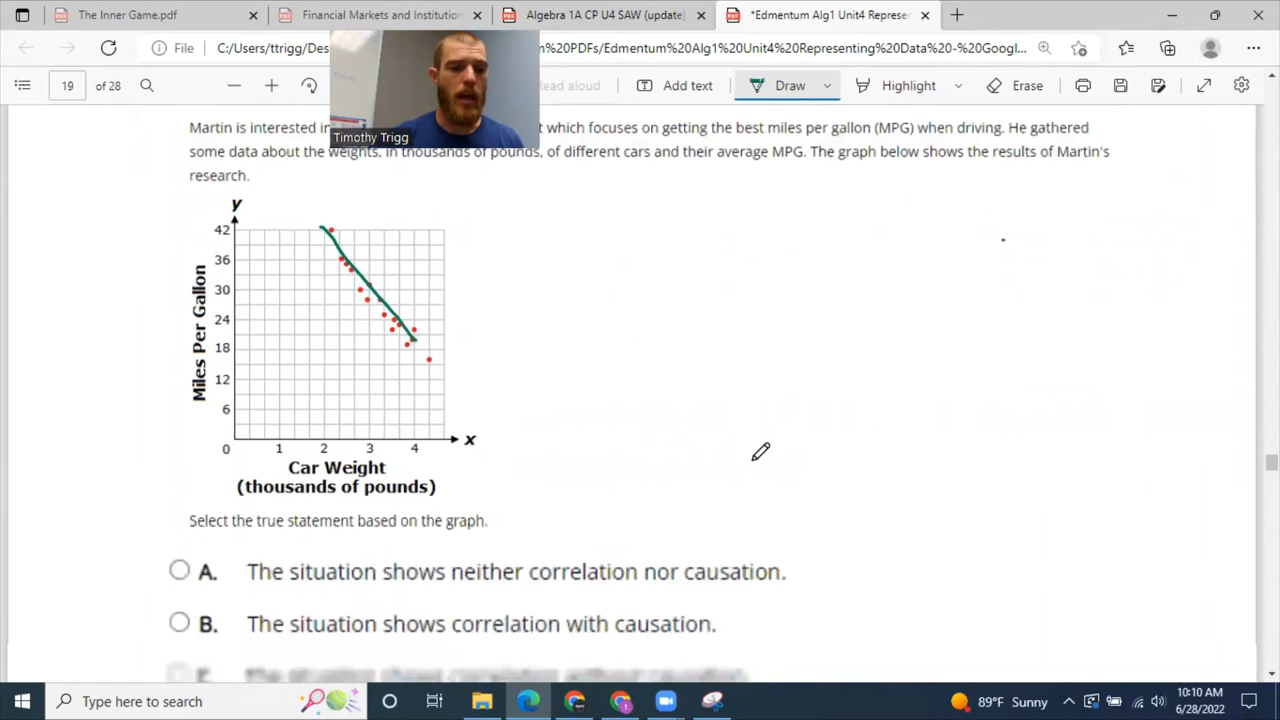 The Inner Game.pdf
Financial Markets and Institution
Algebra 1A CP U4 SAW (update)
*Edmentum Alg1 Unit4 Represer
File
C:/Users/ttrigg/Des
m%20PDFs/Edmentum%20Alg1%20Unit4%20Representing%20Data%20-%20Googl...
19 of 28
Read aloud
Add text
Draw
Highlight
Erase
Timothy Trigg
Martin is interested in
t which focuses on getting the best miles per gallon (MPG) when driving. He gathered
some data about the weights, in thousands of pounds, of different cars and their average MPG. The graph below shows the results of Martin's
research.
y
42
36
30
24
18
12
6
0 1 2 3 4 x
Miles Per Gallon
Car Weight
(thousands of pounds)
Select the true statement based on the graph.
A. The situation shows neither correlation nor causation.
B. The situation shows correlation with causation.
Type here to search
89°F Sunny
10:10 AM
6/28/2022